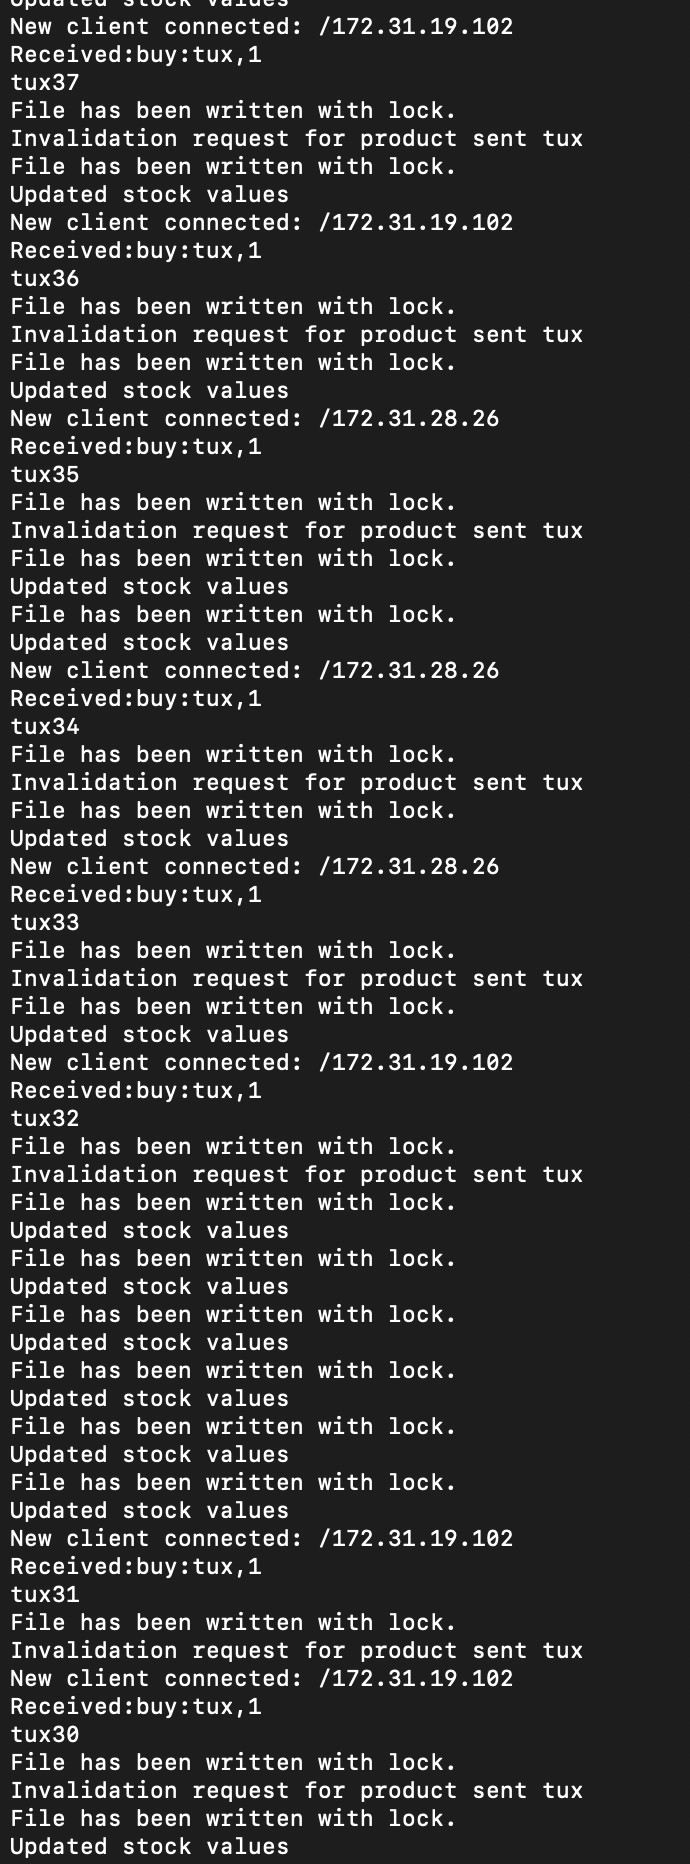 Updated stock values
New client connected: /172.31.19.102
Received:buy:tux,1
tux37
File has been written with lock.
Invalidation request for product sent tux
File has been written with lock.
Updated stock values
New client connected: /172.31.19.102
Received:buy:tux,1
tux36
File has been written with lock.
Invalidation request for product sent tux
File has been written with lock.
Updated stock values
New client connected: /172.31.28.26
Received:buy:tux,1
tux35
File has been written with lock.
Invalidation request for product sent tux
File has been written with lock.
Updated stock values
File has been written with lock.
Updated stock values
New client connected: /172.31.28.26
Received:buy:tux,1
tux34
File has been written with lock.
Invalidation request for product sent tux
File has been written with lock.
Updated stock values
New client connected: /172.31.28.26
Received:buy:tux,1
tux33
File has been written with lock.
Invalidation request for product sent tux
File has been written with lock.
Updated stock values
New client connected: /172.31.19.102
Received:buy:tux,1
tux32
File has been written with lock.
Invalidation request for product sent tux
File has been written with lock.
Updated stock values
File has been written with lock.
Updated stock values
File has been written with lock.
Updated stock values
File has been written with lock.
Updated stock values
File has been written with lock.
Updated stock values
File has been written with lock.
Updated stock values
New client connected: /172.31.19.102
Received:buy:tux,1
tux31
File has been written with lock.
Invalidation request for product sent tux
New client connected: /172.31.19.102
Received:buy:tux,1
tux30
File has been written with lock.
Invalidation request for product sent tux
File has been written with lock.
Updated stock values